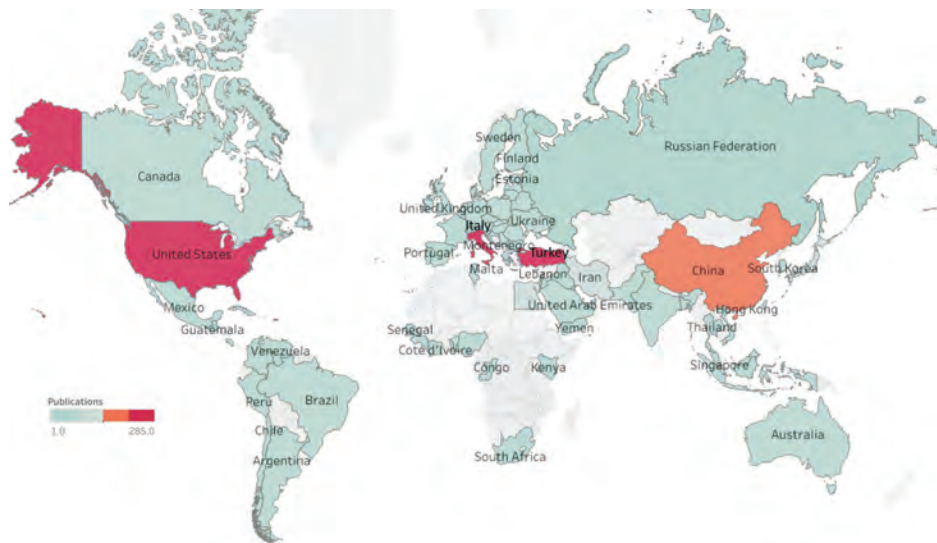 Sweden
Finland
Estonia
Russian Federation
Canada
United Kingdom
Ukraine
Italy
United States
Montenegro
Turkey
Portugal
China
South Korea
Malta
Lebanon
Iran
Mexico
United Arab Emirates
Hong Kong
Guatemala
Senegal
Yemen
Thailand
Venezuela
Cote d'Ivoire
Congo
Kenya
Singapore
Peru
Brazil
Publications
1.0
285.0
Chile
Australia
Argentina
South Africa